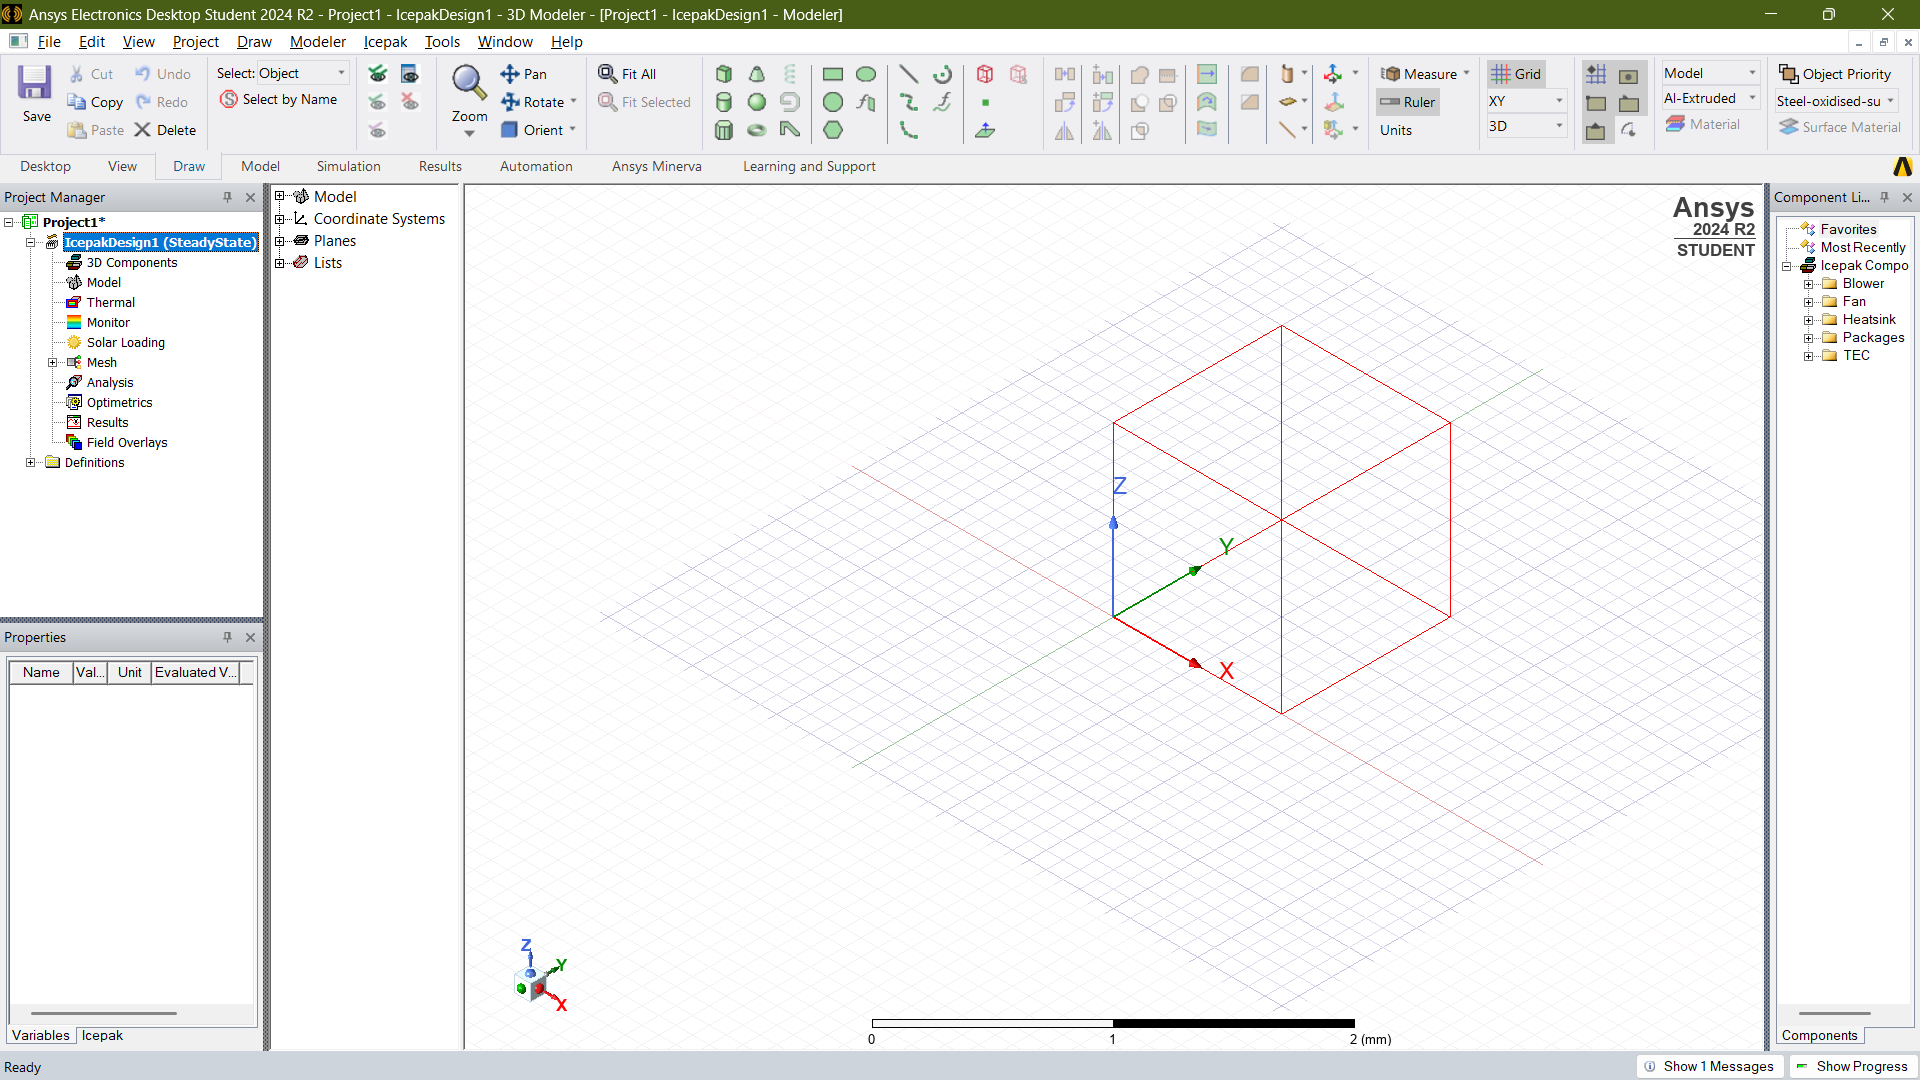 Ansys Electronics Desktop Student 2024 R2 - Project1 - IcepakDesign1 - 3D Modeler - [Project1 - IcepakDesign1 - Modeler]
File Edit View Project Draw Modeler Icepak Tools Window Help
Save
Cut
Copy
Paste
Undo
Redo
Delete
Select: Object
Select by Name
Zoom
Pan
Rotate
Orient
Fit All
Fit Selected
Measure
Ruler
Units
Grid
XY
3D
Model
Al-Extruded
Material
Object Priority
Steel-oxidised-su
Surface Material
Desktop View Draw Model Simulation Results Automation Ansys Minerva Learning and Support
Project Manager
Project1*
IcepakDesign1 (SteadyState)
3D Components
Model
Thermal
Monitor
Solar Loading
Mesh
Analysis
Optimetrics
Results
Field Overlays
Definitions
Properties
Name Val... Unit Evaluated V...
Variables Icepak
Model
Coordinate Systems
Planes
Lists
Ansys
2024 R2
STUDENT
Z
Y
X
Z
Y
X
0 1 2 (mm)
Component Li...
Favorites
Most Recently
Icepak Compo
Blower
Fan
Heatsink
Packages
TEC
Components
Ready
Show 1 Messages
Show Progress